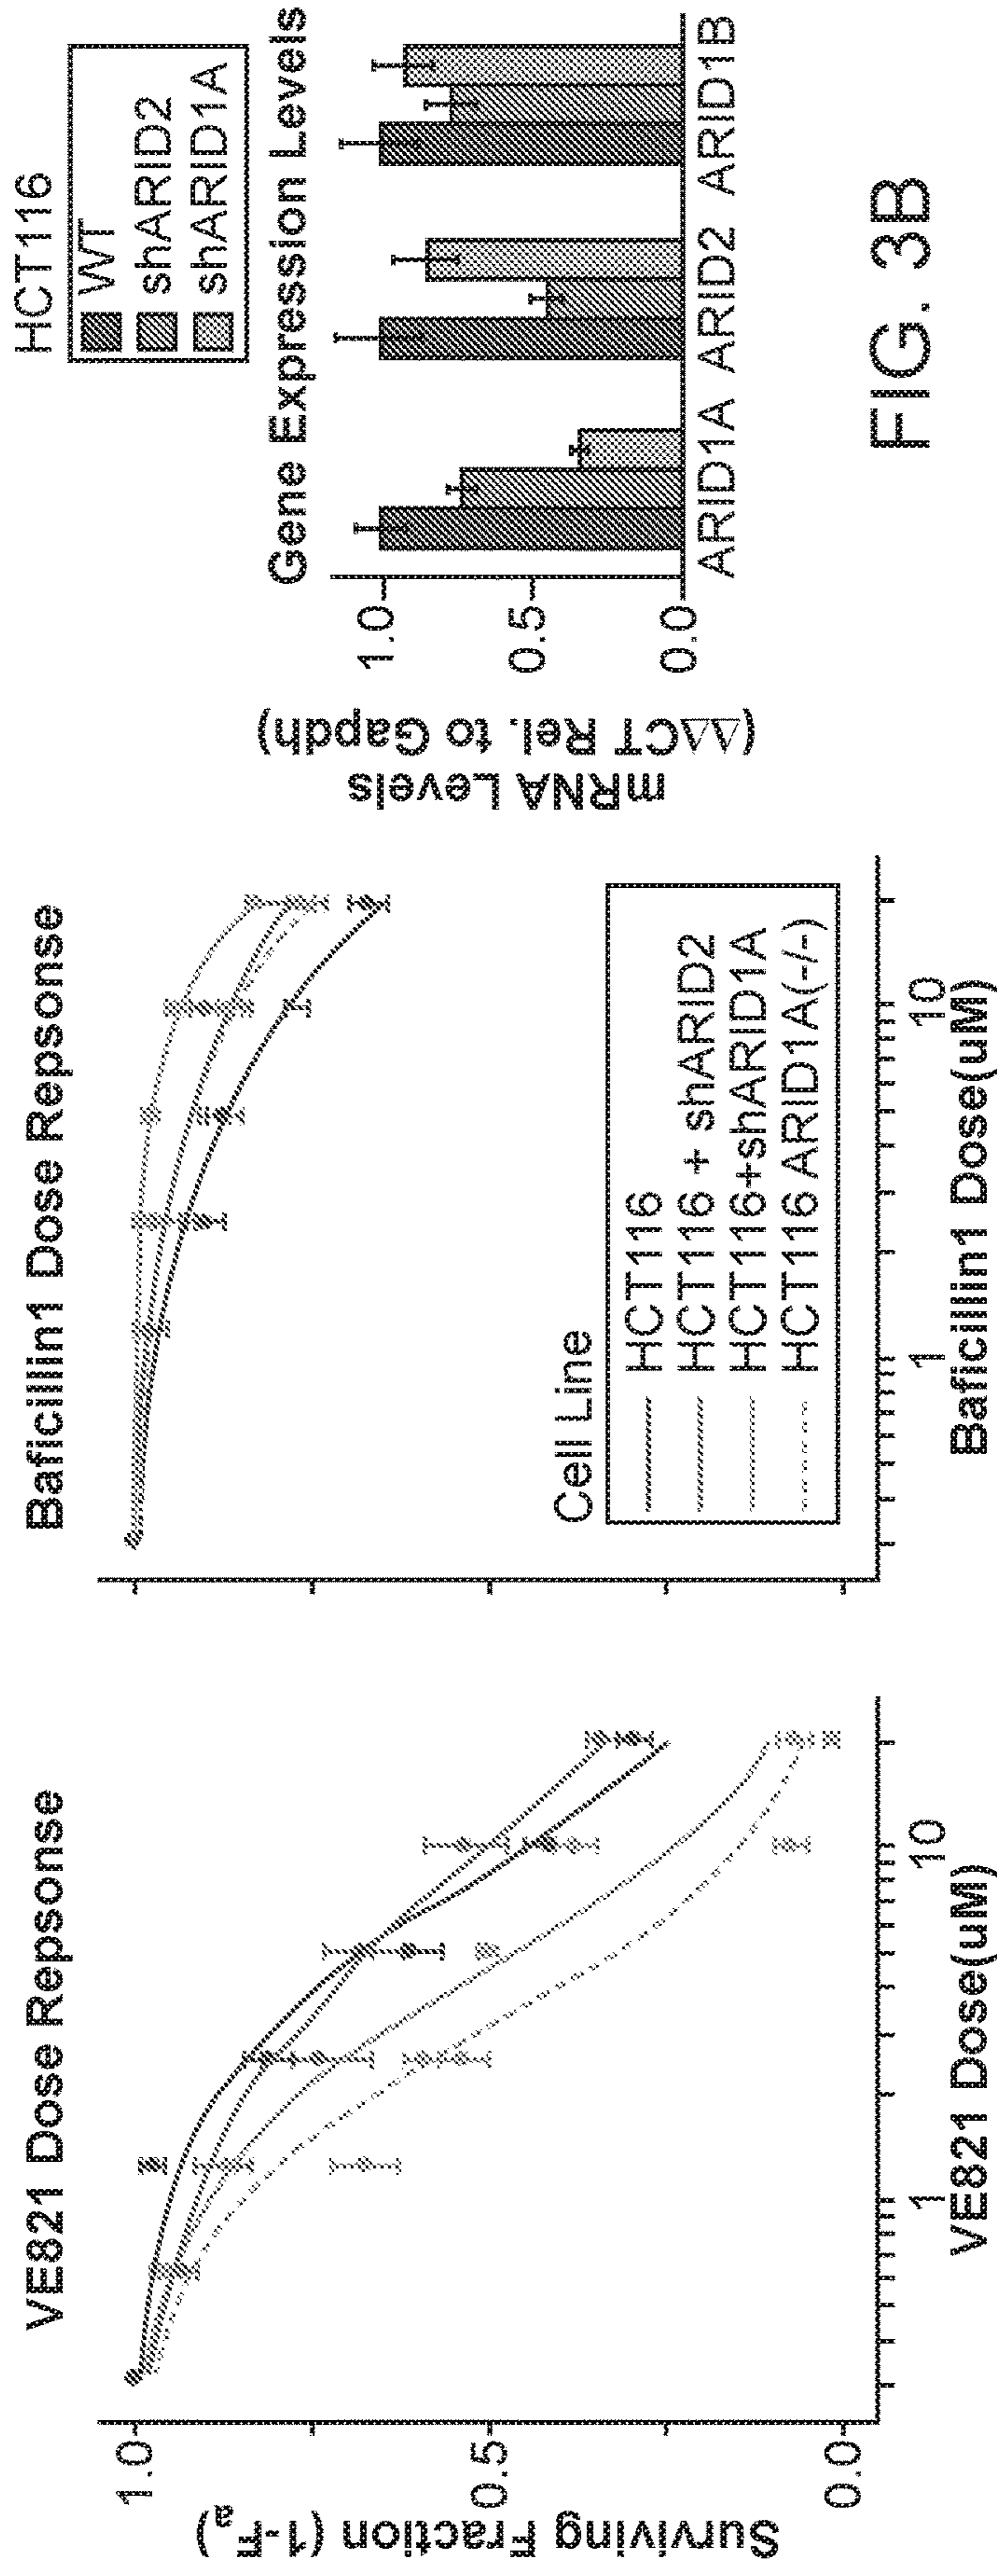 VE821 Dose Repsonse
Surviving Fraction (1-Fa)
1.0
0.5
0.0
1
10
VE821 Dose(uM)
Baficillin1 Dose Repsonse
Cell Line
HCT116
HCT116 + shARID2
HCT116+shARID1A
HCT116 ARID1A(-/-)
1
10
Baficillin1 Dose(uM)
HCT116
WT
shARID2
shARID1A
Gene Expression Levels
mRNA Levels
(ΔΔCT Rel. to Gapdh)
1.0
0.5
0.0
ARID1A ARID2 ARID1B
FIG. 3B